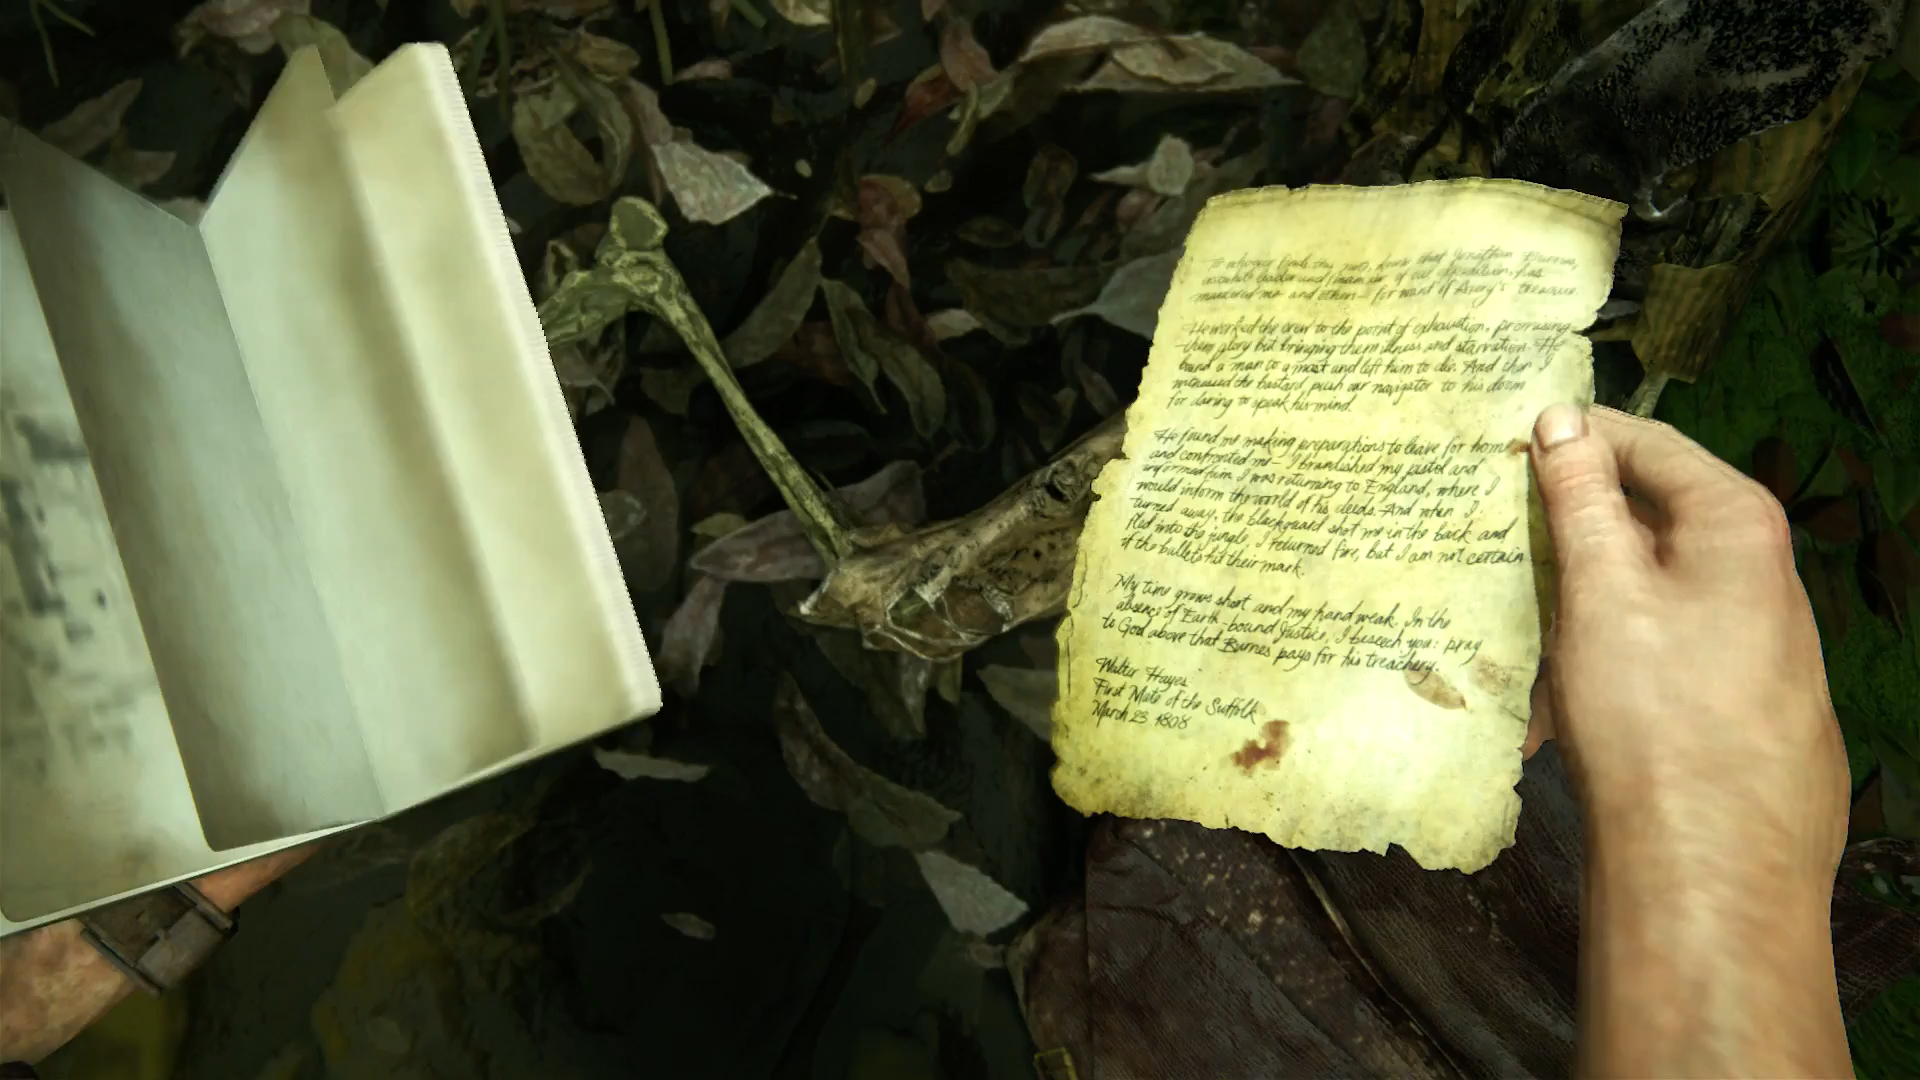 To whoever finds this note, know that Jonathan Burnes,
leader and financier of our expedition, has
murdered me and others— for want of Avery's treasure.
He worked the crew to the point of exhaustion, promising
them glory but bringing them illness and starvation. He
bound a man to a mast and left him to die. And then I
witnessed the bastard push our navigator to his doom
for daring to speak his mind.
He found me making preparations to leave for home
and confronted me— I brandished my pistol and
informed him I was returning to England, where I
would inform the world of his deeds. And when I
turned away, the blackguard shot me in the back and
fled into the jungle. I returned fire, but I am not certain
if the bullets hit their mark.
My time grows short and my hand weak. In the
absence of Earth-bound Justice, I beseech you: pray
to God above that Burnes pays for his treachery.
Walter Hayes
First Mate of the Suffolk
March 23 1808